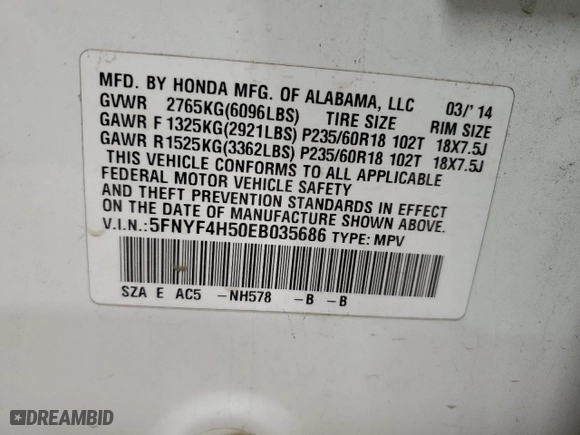 MFD. BY HONDA MFG. OF ALABAMA, LLC 03/'14
GVWR 2765KG(6096LBS) TIRE SIZE RIM SIZE
GAWR F 1325KG(2921LBS) P235/60R18 102T 18X7.5J
GAWR R 1525KG(3362LBS) P235/60R18 102T 18X7.5J
THIS VEHICLE CONFORMS TO ALL APPLICABLE
FEDERAL MOTOR VEHICLE SAFETY
AND THEFT PREVENTION STANDARDS IN EFFECT
ON THE DATE OF MANUFACTURE SHOWN ABOVE.
V.I.N.:5FNYF4H50EB035686 TYPE: MPV
SZA E AC5 -NH578 -B -B
DREAMBID